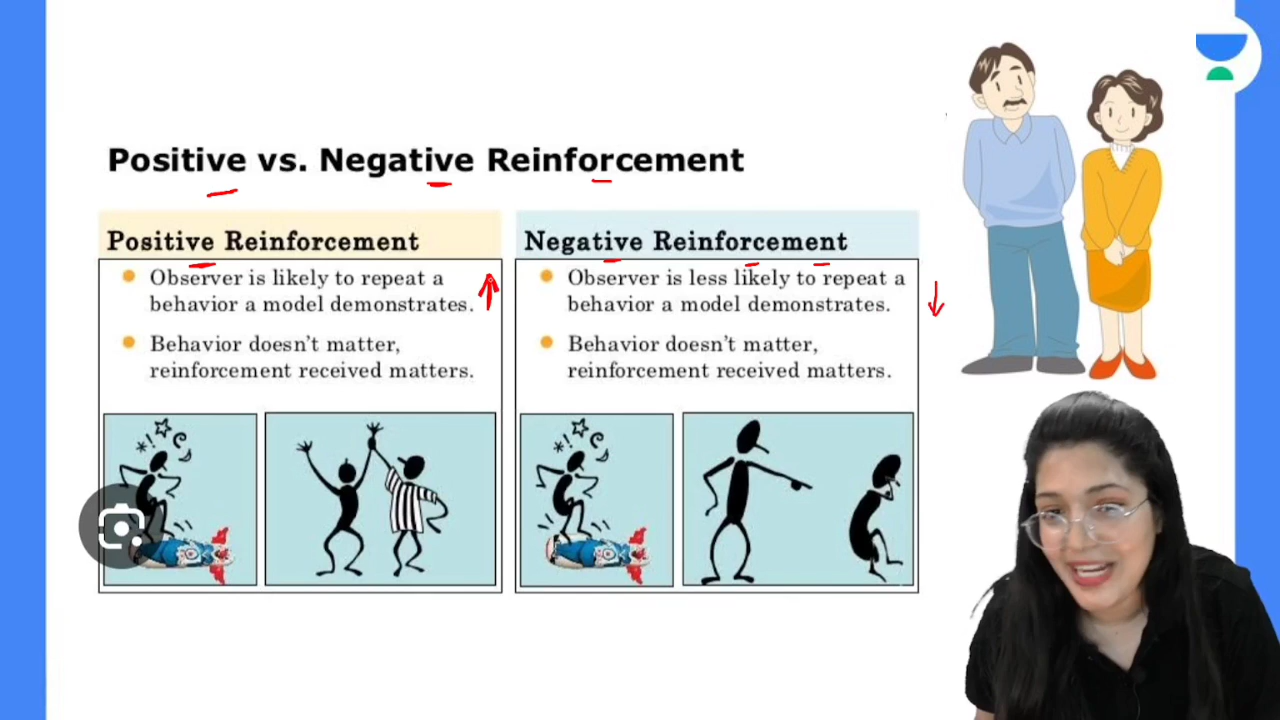 Positive vs. Negative Reinforcement
Positive Reinforcement
Observer is likely to repeat a
behavior a model demonstrates.
Behavior doesn't matter,
reinforcement received matters.
Negative Reinforcement
Observer is less likely to repeat a
behavior a model demonstrates.
Behavior doesn't matter,
reinforcement received matters.